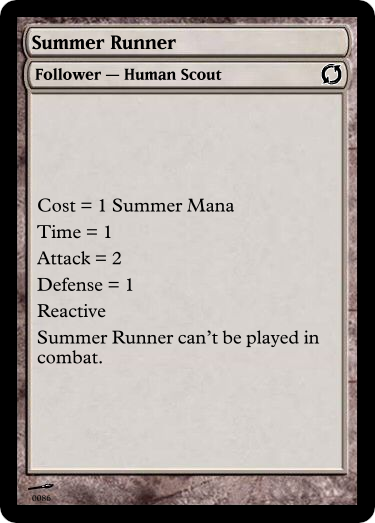 Summer Runner
Follower — Human Scout
Cost = 1 Summer Mana
Time = 1
Attack = 2
Defense = 1
Reactive
Summer Runner can't be played in
combat.
0086